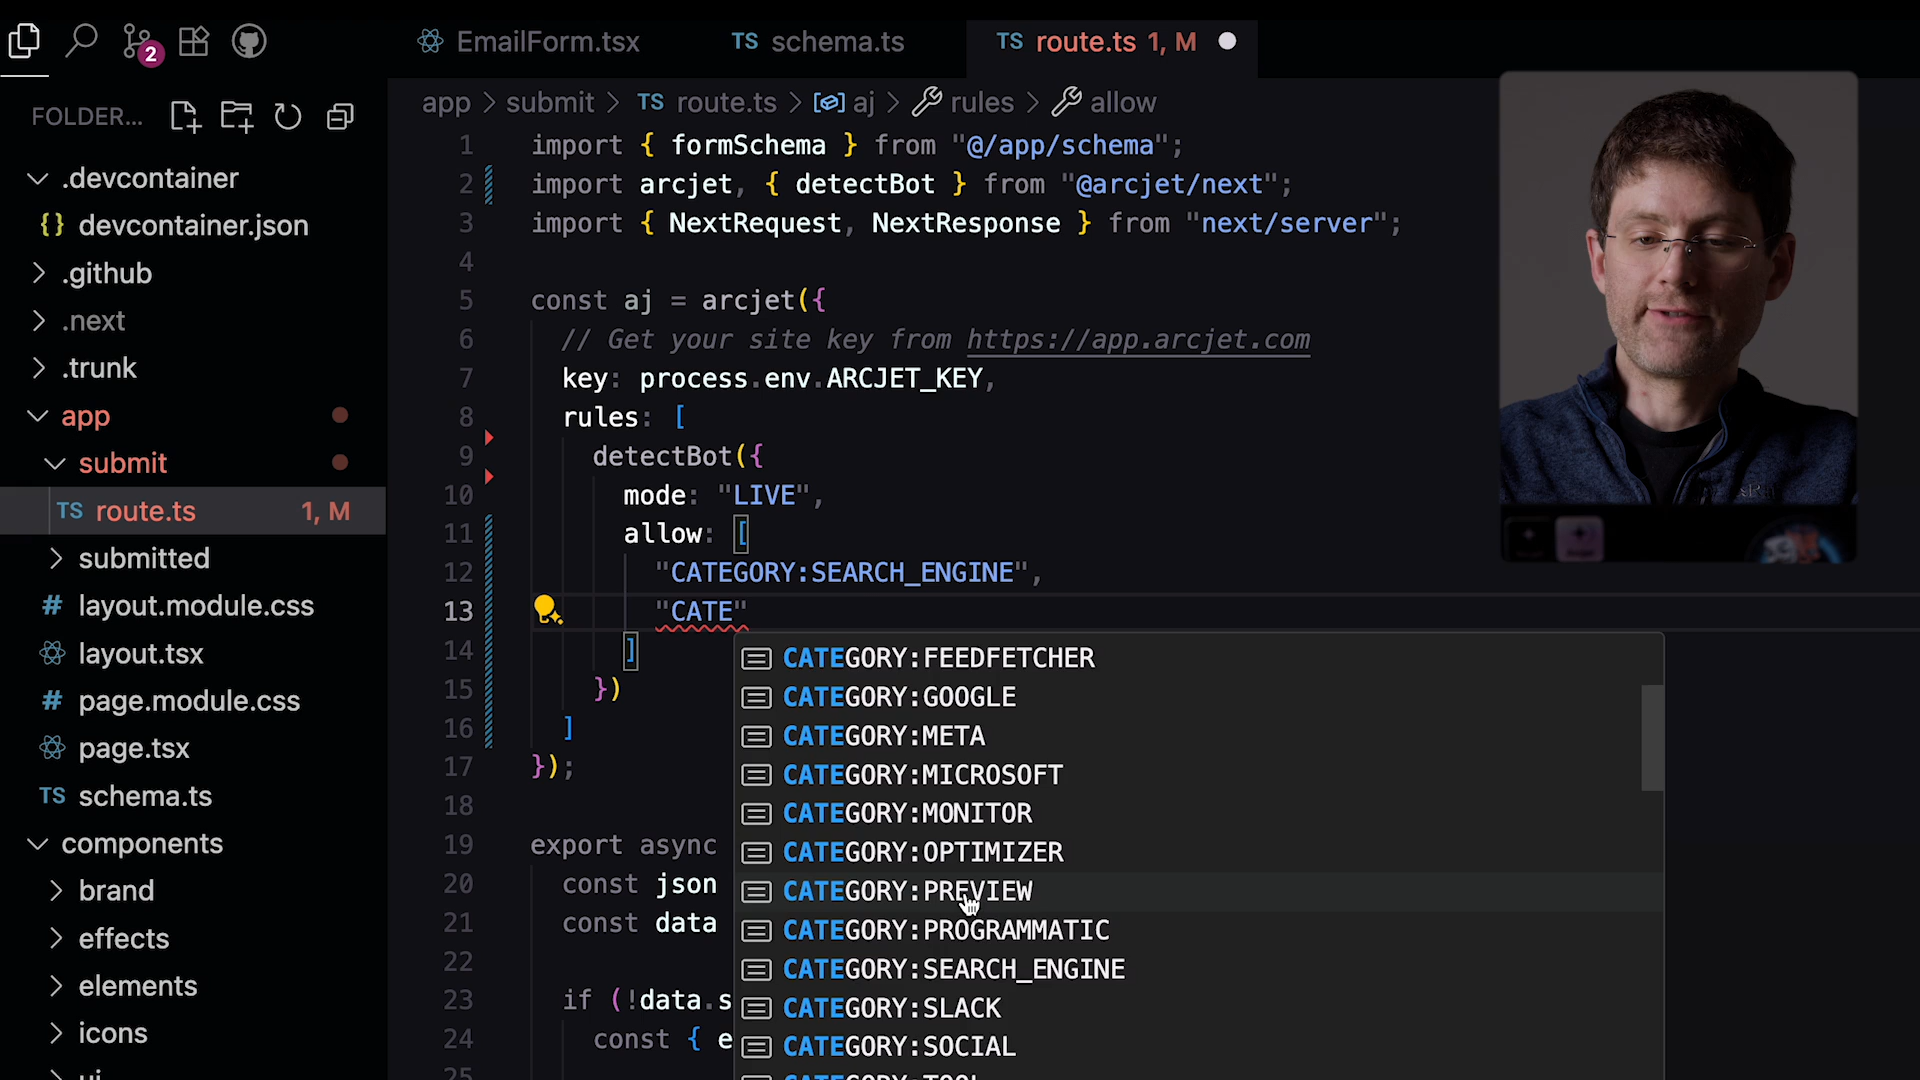 2
EmailForm.tsx
TS schema.ts
TS route.ts 1, M
FOLDER...
.devcontainer
{} devcontainer.json
.github
.next
.trunk
app
submit
TS route.ts 1, M
submitted
# layout.module.css
layout.tsx
# page.module.css
page.tsx
TS schema.ts
components
brand
effects
elements
icons
ui
app > submit > TS route.ts > aj > rules > allow
1 import { formSchema } from "@/app/schema";
2 import arcjet, { detectBot } from "@arcjet/next";
3 import { NextRequest, NextResponse } from "next/server";
4
5 const aj = arcjet({
6 // Get your site key from https://app.arcjet.com
7 key: process.env.ARCJET_KEY,
8 rules: [
9 detectBot({
10 mode: "LIVE",
11 allow: [
12 "CATEGORY:SEARCH_ENGINE",
13 "CATE"
14 ]
15 })
16 ]
17 });
18
19 export async
20 const json
21 const data
22
23 if (!data.s
24 const { e
25
CATEGORY:FEEDFETCHER
CATEGORY:GOOGLE
CATEGORY:META
CATEGORY:MICROSOFT
CATEGORY:MONITOR
CATEGORY:OPTIMIZER
CATEGORY:PREVIEW
CATEGORY:PROGRAMMATIC
CATEGORY:SEARCH_ENGINE
CATEGORY:SLACK
CATEGORY:SOCIAL
CATEGORY:TOOL